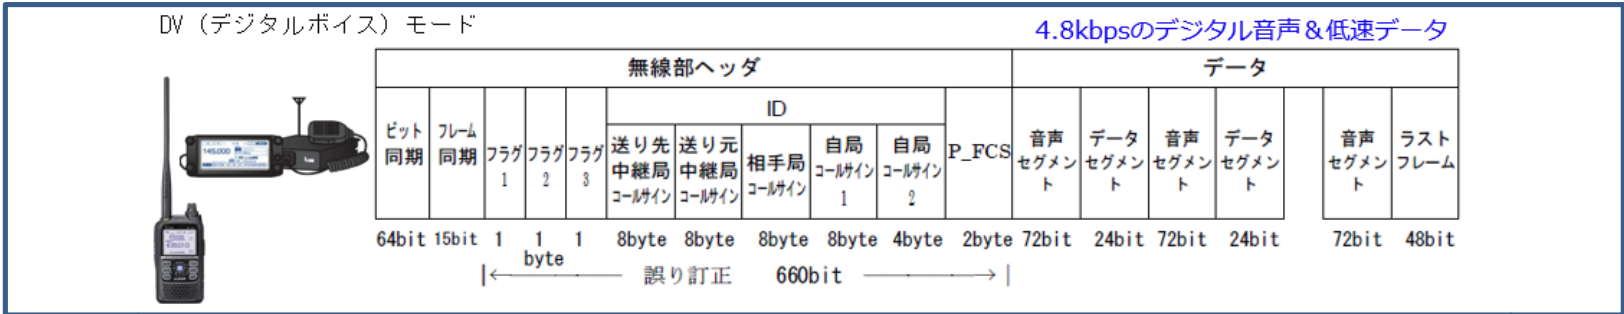 DV（デジタルボイス）モード
4.8kbpsのデジタル音声＆低速データ
無線部ヘッダ
データ
ID
ビット
同期
フレーム
同期
フラグ
1
フラグ
2
フラグ
3
送り先
中継局
コールサイン
送り元
中継局
コールサイン
相手局
コールサイン
自局
コールサイン
1
自局
コールサイン
2
P_FCS
音声
セグメン
ト
データ
セグメン
ト
音声
セグメン
ト
データ
セグメン
ト
音声
セグメン
ト
ラスト
フレーム
64bit 15bit 1 1 1 8byte 8byte 8byte 8byte 4byte 2byte 72bit 24bit 72bit 24bit 72bit 48bit
byte
誤り訂正 660bit
145.000